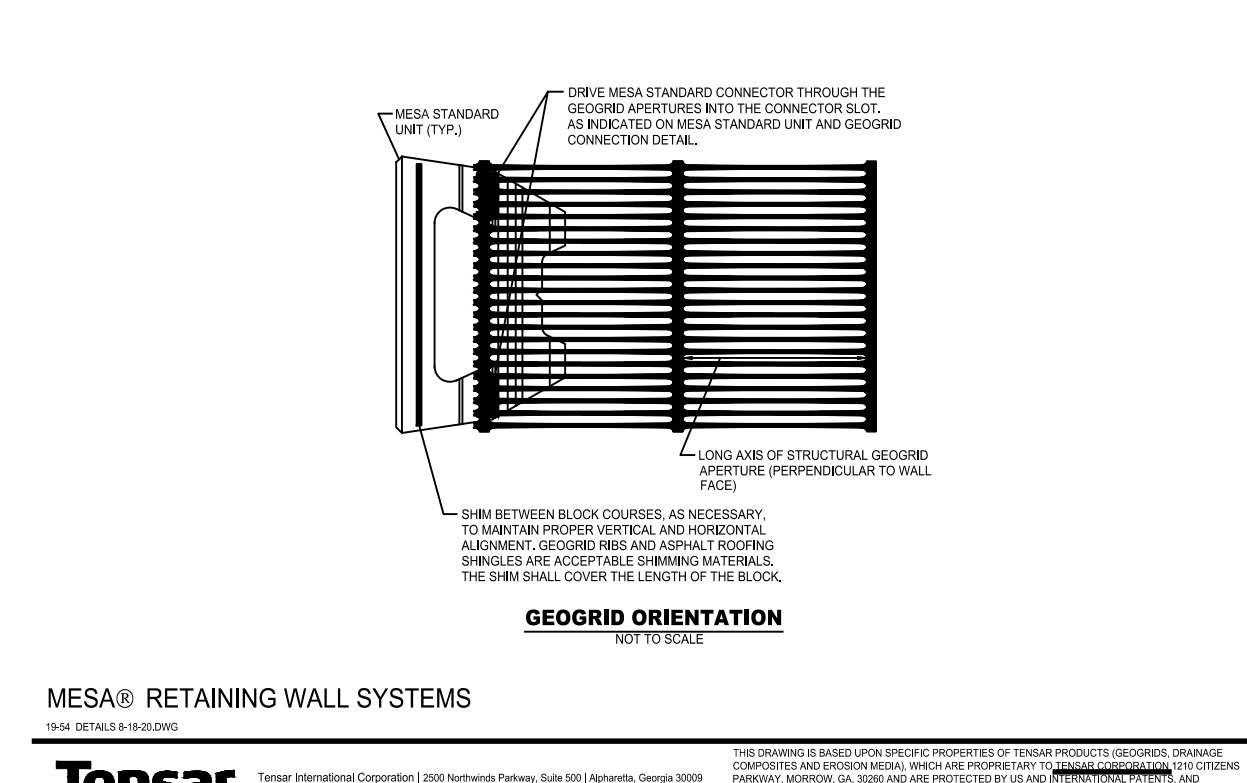 DRIVE MESA STANDARD CONNECTOR THROUGH THE
GEOGRID APERTURES INTO THE CONNECTOR SLOT.
AS INDICATED ON MESA STANDARD UNIT AND GEOGRID
CONNECTION DETAIL.
MESA STANDARD
UNIT (TYP.)
LONG AXIS OF STRUCTURAL GEOGRID
APERTURE (PERPENDICULAR TO WALL
FACE)
SHIM BETWEEN BLOCK COURSES, AS NECESSARY,
TO MAINTAIN PROPER VERTICAL AND HORIZONTAL
ALIGNMENT. GEOGRID RIBS AND ASPHALT ROOFING
SHINGLES ARE ACCEPTABLE SHIMMING MATERIALS.
THE SHIM SHALL COVER THE LENGTH OF THE BLOCK.
GEOGRID ORIENTATION
NOT TO SCALE
MESA® RETAINING WALL SYSTEMS
19-54 DETAILS 8-18-20.DWG
Tensar
Tensar International Corporation | 2500 Northwinds Parkway, Suite 500 | Alpharetta, Georgia 30009
THIS DRAWING IS BASED UPON SPECIFIC PROPERTIES OF TENSAR PRODUCTS (GEOGRIDS, DRAINAGE
COMPOSITES AND EROSION MEDIA), WHICH ARE PROPRIETARY TO TENSAR CORPORATION,1210 CITIZENS
PARKWAY, MORROW, GA. 30260 AND ARE PROTECTED BY US AND INTERNATIONAL PATENTS, AND